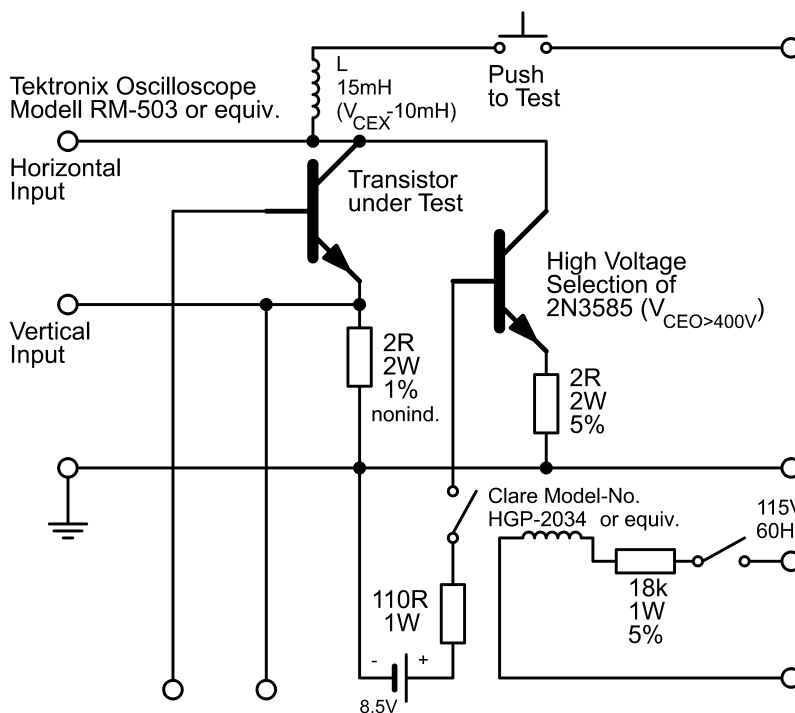 Tektronix Oscilloscope
Modell RM-503 or equiv.
Horizontal
Input
L
15mH
(VCEX-10mH)
Push
to Test
Transistor
under Test
High Voltage
Selection of
2N3585 (VCEO>400V)
Vertical
Input
2R
2W
1%
nonind.
2R
2W
5%
Clare Model-No.
HGP-2034 or equiv.
115V
60H
18k
1W
5%
110R
1W
- +
8.5V